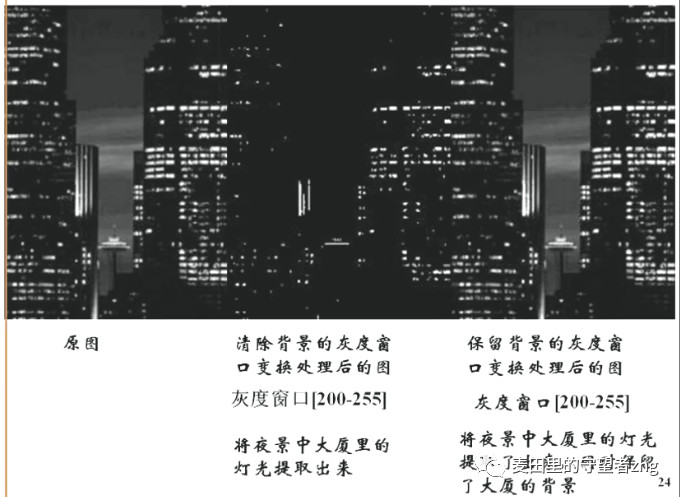 原图
清除背景的灰度窗
口变换处理后的图
灰度窗口[200-255]
将夜景中大厦里的
灯光提取出来
保留背景的灰度窗
口变换处理后的图
灰度窗口[200-255]
将夜景中大厦里的灯光
提 了 保留
了大厦的背景
麦田里的守望者zhg
24